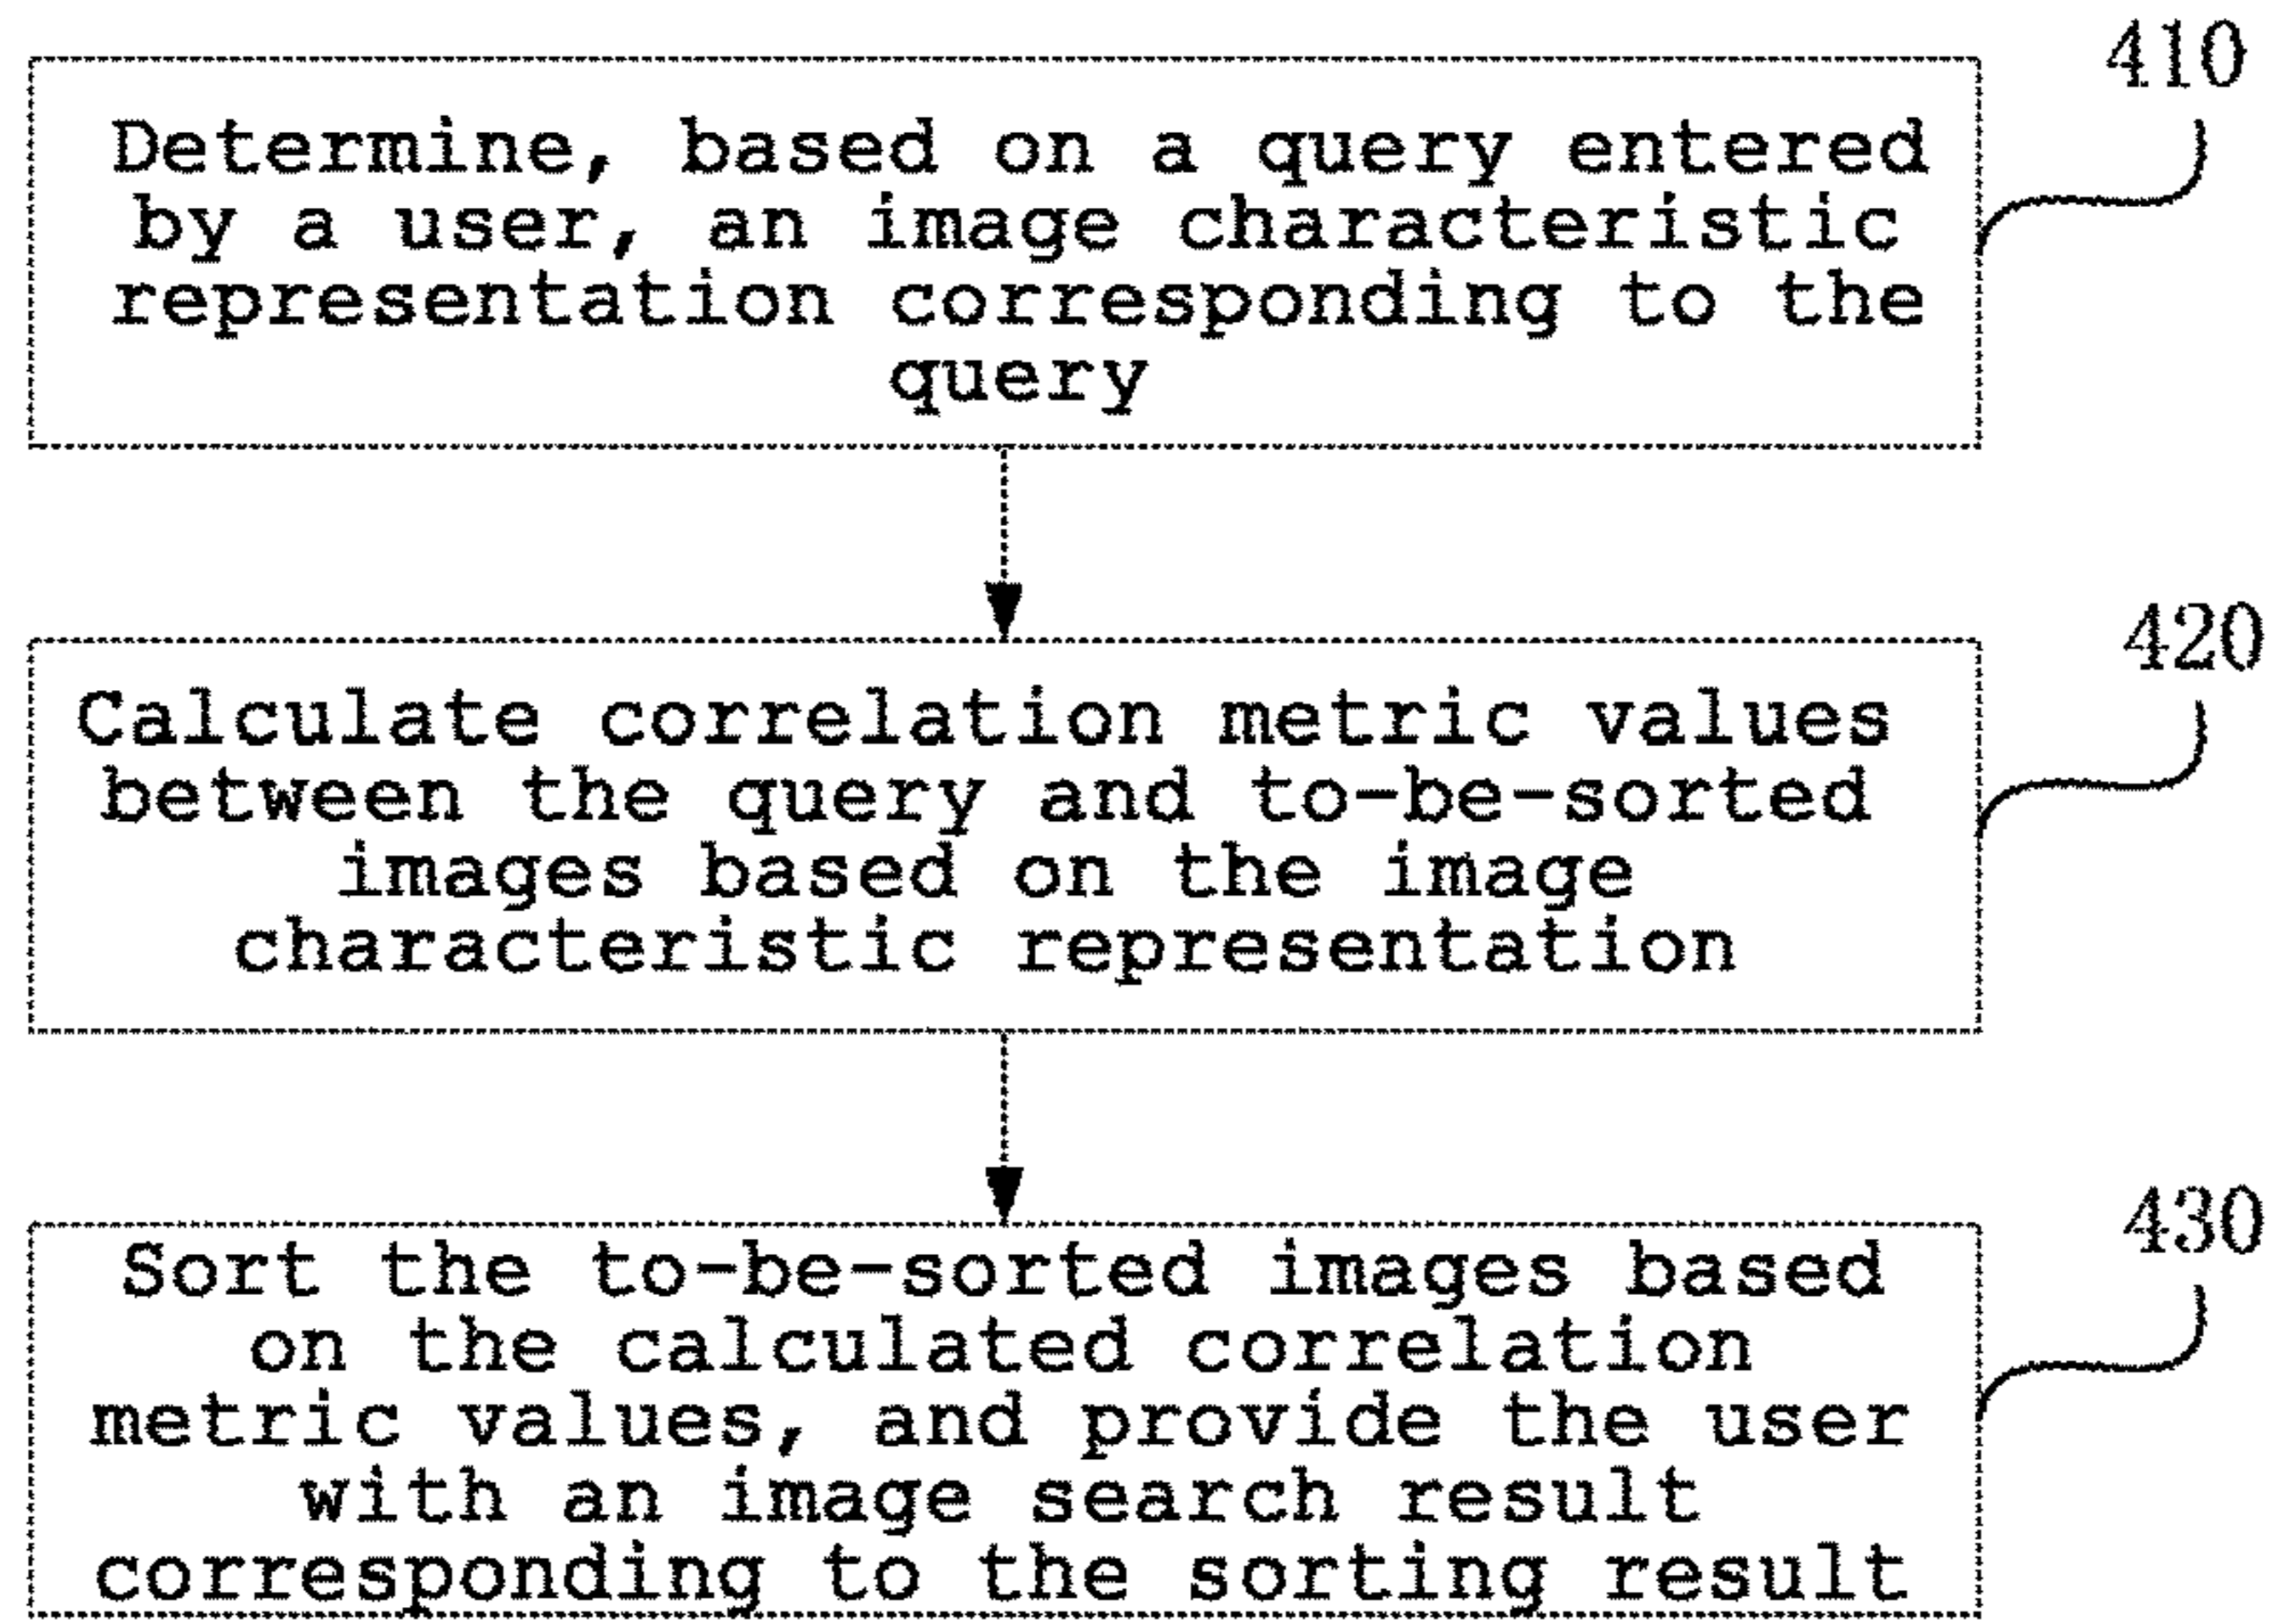 410
Determine, based on a query entered
by a user, an image characteristic
representation corresponding to the
query
420
Calculate correlation metric values
between the query and to-be-sorted
images based on the image
characteristic representation
430
Sort the to-be-sorted images based
on the calculated correlation
metric values, and provide the user
with an image search result
corresponding to the sorting result